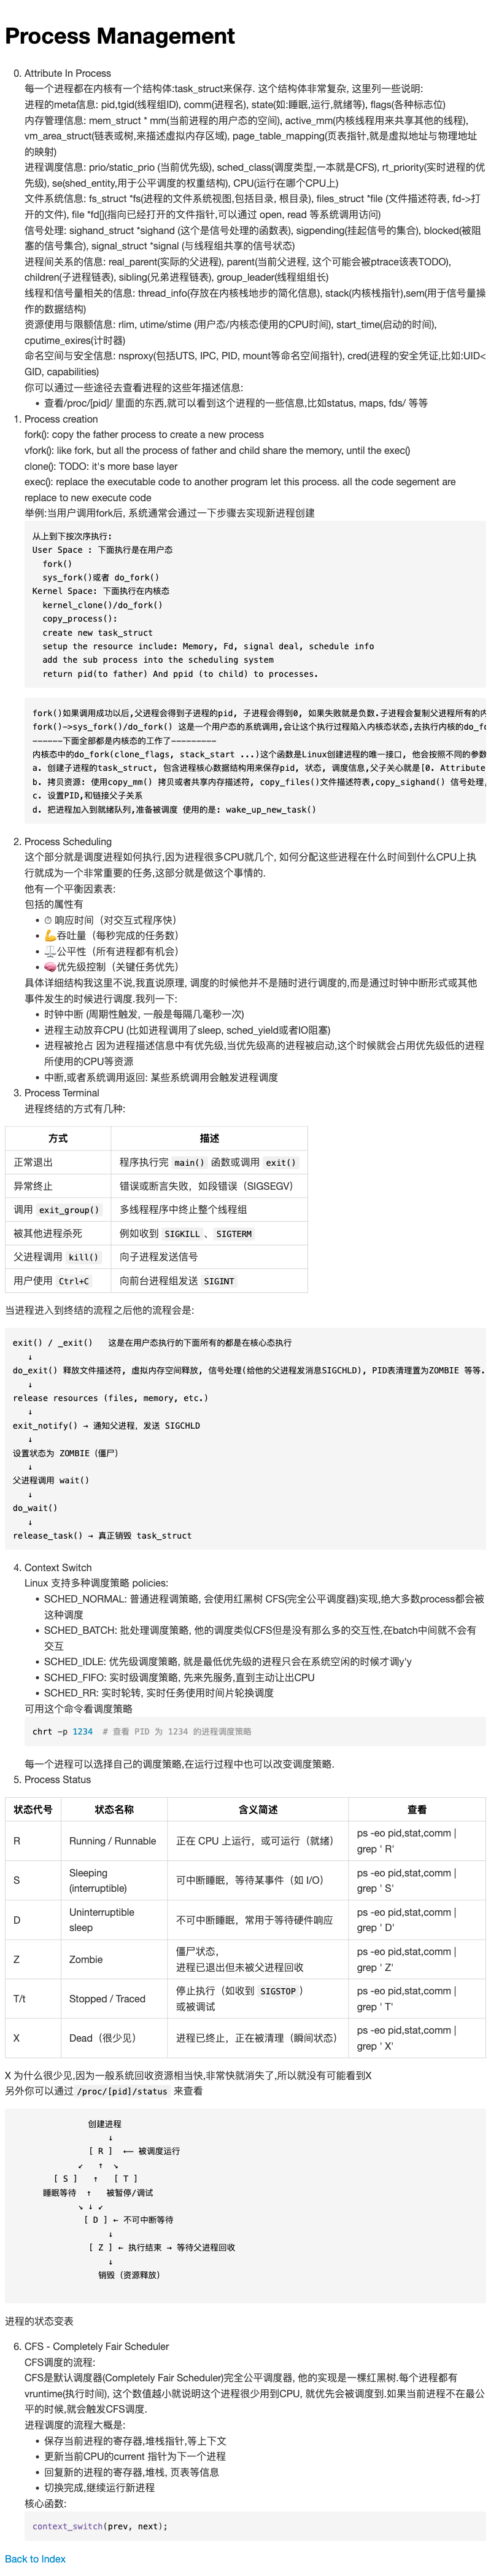 Process Management
0. Attribute In Process
每一个进程都在内核有一个结构体:task_struct来保存. 这个结构体非常复杂, 这里列一些说明:
进程的meta信息: pid,tgid(线程组ID), comm(进程名), state(如:睡眠,运行,就绪等), flags(各种标志位)
内存管理信息: mem_struct * mm(当前进程的用户态的空间), active_mm(内核线程用来共享其他的线程),
vm_area_struct(链表或树,来描述虚拟内存区域), page_table_mapping(页表指针,就是虚拟地址与物理地址
的映射)
进程调度信息: prio/static_prio (当前优先级), sched_class(调度类型,一本就是CFS), rt_priority(实时进程的优
先级), se(shed_entity,用于公平调度的权重结构), CPU(运行在哪个CPU上)
文件系统信息: fs_struct *fs(进程的文件系统视图,包括目录, 根目录), files_struct *file (文件描述符表, fd->打
开的文件), file *fd[](指向已经打开的文件指针,可以通过 open, read 等系统调用访问)
信号处理: sighand_struct *sighand (这个是信号处理的函数表), sigpending(挂起信号的集合), blocked(被阻
塞的信号集合), signal_struct *signal (与线程组共享的信号状态)
进程间关系的信息: real_parent(实际的父进程), parent(当前父进程, 这个可能会被ptrace该表TODO),
children(子进程链表), sibling(兄弟进程链表), group_leader(线程组组长)
线程和信号量相关的信息: thread_info(存放在内核栈地步的简化信息), stack(内核栈指针),sem(用于信号量操
作的数据结构)
资源使用与限额信息: rlim, utime/stime (用户态/内核态使用的CPU时间), start_time(启动的时间),
cputime_exires(计时器)
命名空间与安全信息: nsproxy(包括UTS, IPC, PID, mount等命名空间指针), cred(进程的安全凭证,比如:UID<
GID, capabilities)
你可以通过一些途径去查看进程的这些年描述信息:
• 查看/proc/[pid]/ 里面的东西,就可以看到这个进程的一些信息,比如status, maps, fds/ 等等
1. Process creation
fork(): copy the father process to create a new process
vfork(): like fork, but all the process of father and child share the memory, until the exec()
clone(): TODO: it's more base layer
exec(): replace the executable code to another program let this process. all the code segement are
replace to new execute code
举例:当用户调用fork后, 系统通常会通过一下步骤去实现新进程创建
从上到下按次序执行:
User Space : 下面执行是在用户态
fork()
sys_fork()或者 do_fork()
Kernel Space: 下面执行在内核态
kernel_clone()/do_fork()
copy_process():
create new task_struct
setup the resource include: Memory, Fd, signal deal, schedule info
add the sub process into the scheduling system
return pid(to father) And ppid (to child) to processes.
fork()如果调用成功以后,父进程会得到子进程的pid, 子进程会得到0, 如果失败就是负数.子进程会复制父进程所有的内
fork()->sys_fork()/do_fork() 这是一个用户态的系统调用,会让这个执行过程陷入内核态状态,去执行内核的do_fo
------下面全部都是内核态的工作了---------
内核态中的do_fork(clone_flags, stack_start ...)这个函数是Linux创建进程的唯一接口, 他会按照不同的参数
a. 创建子进程的task_struct, 包含进程核心数据结构用来保存pid, 状态, 调度信息,父子关心就是[0. Attribute
b. 拷贝资源: 使用copy_mm() 拷贝或者共享内存描述符, copy_files()文件描述符表,copy_sighand() 信号处理,
c. 设置PID,和链接父子关系
d. 把进程加入到就绪队列,准备被调度 使用的是: wake_up_new_task()
2. Process Scheduling
这个部分就是调度进程如何执行,因为进程很多CPU就几个, 如何分配这些进程在什么时间到什么CPU上执
行就成为一个非常重要的任务,这部分就是做这个事情的.
他有一个平衡因素表:
包括的属性有
• ⏱ 响应时间（对交互式程序快）
• 💪吞吐量（每秒完成的任务数）
• ⚖️公平性（所有进程都有机会）
• 🧠优先级控制（关键任务优先）
具体详细结构我这里不说,我直说原理, 调度的时候他并不是随时进行调度的,而是通过时钟中断形式或其他
事件发生的时候进行调度.我列一下:
• 时钟中断 (周期性触发, 一般是每隔几毫秒一次)
• 进程主动放弃CPU (比如进程调用了sleep, sched_yield或者IO阻塞)
• 进程被抢占 因为进程描述信息中有优先级,当优先级高的进程被启动,这个时候就会占用优先级低的进程
所使用的CPU等资源
• 中断,或者系统调用返回: 某些系统调用会触发进程调度
3. Process Terminal
进程终结的方式有几种:
方式 描述
正常退出 程序执行完 main() 函数或调用 exit()
异常终止 错误或断言失败，如段错误（SIGSEGV）
调用 exit_group() 多线程程序中终止整个线程组
被其他进程杀死 例如收到 SIGKILL 、 SIGTERM
父进程调用 kill() 向子进程发送信号
用户使用 Ctrl+C 向前台进程组发送 SIGINT
当进程进入到终结的流程之后他的流程会是:
exit() / _exit() 这是在用户态执行的下面所有的都是在核心态执行
↓
do_exit() 释放文件描述符, 虚拟内存空间释放, 信号处理(给他的父进程发消息SIGCHLD), PID表清理置为ZOMBIE 等等.
↓
release resources (files, memory, etc.)
↓
exit_notify() → 通知父进程，发送 SIGCHLD
↓
设置状态为 ZOMBIE（僵尸）
↓
父进程调用 wait()
↓
do_wait()
↓
release_task() → 真正销毁 task_struct
4. Context Switch
Linux 支持多种调度策略 policies:
• SCHED_NORMAL: 普通进程调策略, 会使用红黑树 CFS(完全公平调度器)实现,绝大多数process都会被
这种调度
• SCHED_BATCH: 批处理调度策略, 他的调度类似CFS但是没有那么多的交互性,在batch中间就不会有
交互
• SCHED_IDLE: 优先级调度策略, 就是最低优先级的进程只会在系统空闲的时候才调y'y
• SCHED_FIFO: 实时级调度策略, 先来先服务,直到主动让出CPU
• SCHED_RR: 实时轮转, 实时任务使用时间片轮换调度
可用这个命令看调度策略
chrt -p 1234 # 查看 PID 为 1234 的进程调度策略
每一个进程可以选择自己的调度策略,在运行过程中也可以改变调度策略.
5. Process Status
状态代号 状态名称 含义简述 查看
R Running / Runnable 正在 CPU 上运行，或可运行（就绪） ps -eo pid,stat,comm |
grep ' R'
S Sleeping
(interruptible) 可中断睡眠，等待某事件（如 I/O） ps -eo pid,stat,comm |
grep ' S'
D Uninterruptible
sleep 不可中断睡眠，常用于等待硬件响应 ps -eo pid,stat,comm |
grep ' D'
Z Zombie 僵尸状态，
进程已退出但未被父进程回收 ps -eo pid,stat,comm |
grep ' Z'
T/t Stopped / Traced 停止执行（如收到 SIGSTOP ）
或被调试 ps -eo pid,stat,comm |
grep ' T'
X Dead（很少见） 进程已终止，正在被清理（瞬间状态） ps -eo pid,stat,comm |
grep ' X'
X 为什么很少见,因为一般系统回收资源相当快,非常快就消失了,所以就没有可能看到X
另外你可以通过 /proc/[pid]/status 来查看
创建进程
↓
[ R ] ←— 被调度运行
↙ ↑ ↘
[ S ] ↑ [ T ]
睡眠等待 ↑ 被暂停/调试
↘ ↓ ↙
[ D ] ← 不可中断等待
↓
[ Z ] ← 执行结束 → 等待父进程回收
↓
销毁（资源释放）
进程的状态变表
6. CFS - Completely Fair Scheduler
CFS调度的流程:
CFS是默认调度器(Completely Fair Scheduler)完全公平调度器, 他的实现是一棵红黑树.每个进程都有
vruntime(执行时间), 这个数值越小就说明这个进程很少用到CPU, 就优先会被调度到.如果当前进程不在最公
平的时候,就会触发CFS调度.
进程调度的流程大概是:
• 保存当前进程的寄存器,堆栈指针,等上下文
• 更新当前CPU的current 指针为下一个进程
• 回复新的进程的寄存器,堆栈, 页表等信息
• 切换完成,继续运行新进程
核心函数:
context_switch(prev, next);
Back to Index